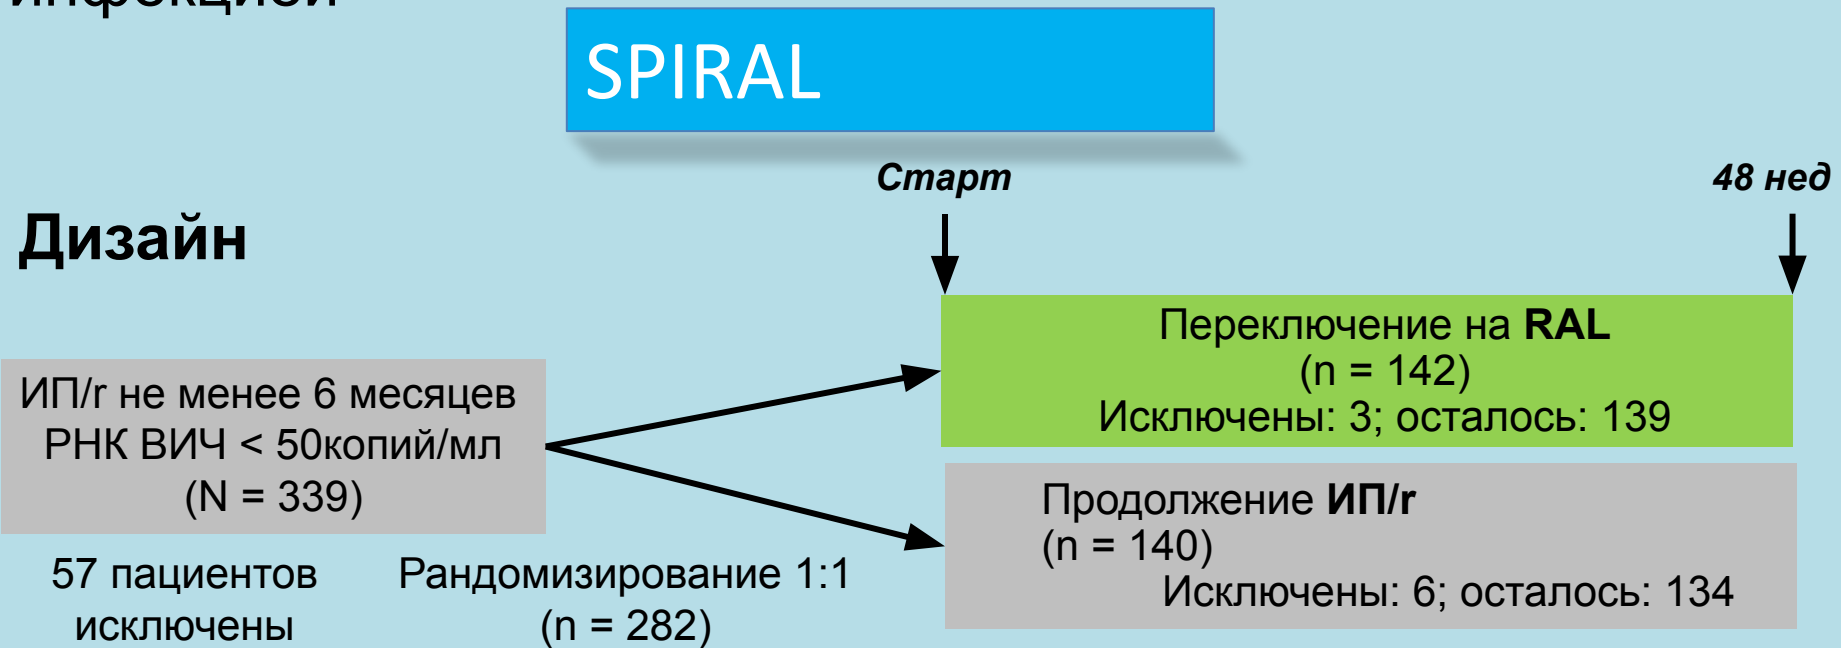 инфекцией
SPIRAL
Старт
48 нед
Дизайн
Переключение на RAL
(n = 142)
Исключены: 3; осталось: 139
ИП/r не менее 6 месяцев
РНК ВИЧ < 50копий/мл
(N = 339)
Продолжение ИП/r
(n = 140)
Исключены: 6; осталось: 134
57 пациентов
исключены
Рандомизирование 1:1
(n = 282)